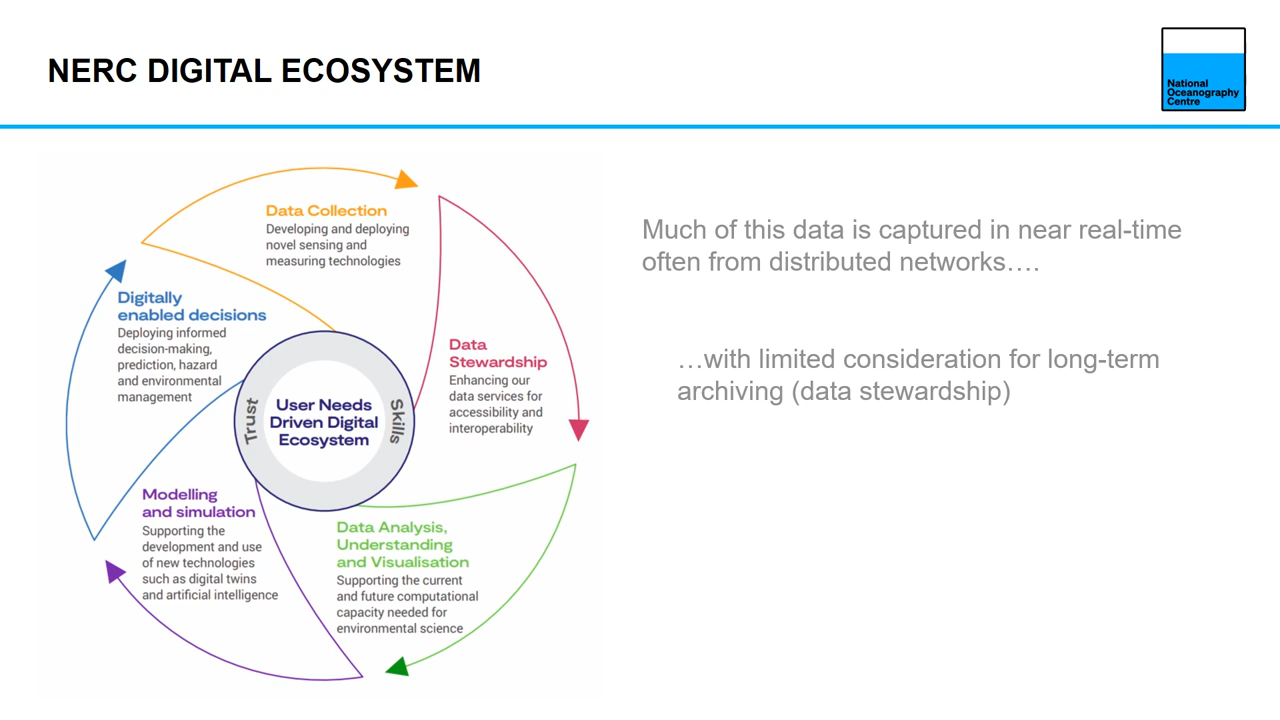 NERC DIGITAL ECOSYSTEM
National
Oceanography
Centre
Data Collection
Developing and deploying
novel sensing and
measuring technologies
Data
Stewardship
Enhancing our
data services for
accessibility and
interoperability
Data Analysis,
Understanding
and Visualisation
Supporting the current
and future computational
capacity needed for
environmental science
Modelling
and simulation
Supporting the
development and use
of new technologies
such as digital twins
and artificial intelligence
Digitally
enabled decisions
Deploying informed
decision-making,
prediction, hazard
and environmental
management
Trust
User Needs
Driven Digital
Ecosystem
Skills
Much of this data is captured in near real-time
often from distributed networks….
…with limited consideration for long-term
archiving (data stewardship)